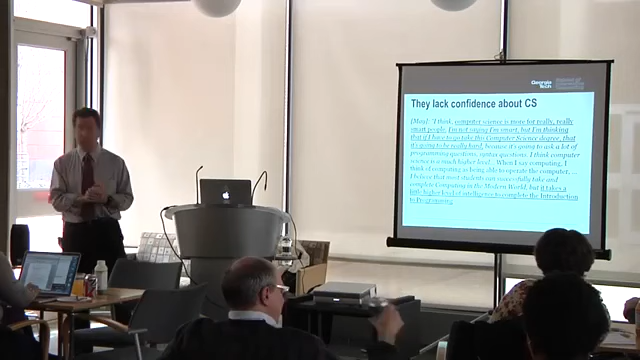 Georgia
Tech
They lack confidence about CS
[Max]: "I think, computer science is more for really, really
smart people. I'm not saying I'm smart, but I'm thinking
that if I have to go take this Computer Science degree, that
it's going to be really hard, because it's going to ask a lot of
programming questions, syntax questions. I think computer
science is a much higher level. ...When I say computing, I
think of computing as being able to operate the computer. ...
I believe that most students can successfully take and
complete Computing in the Modern World, but it takes a
little higher level of intelligence to complete the Introduction
to Programming.